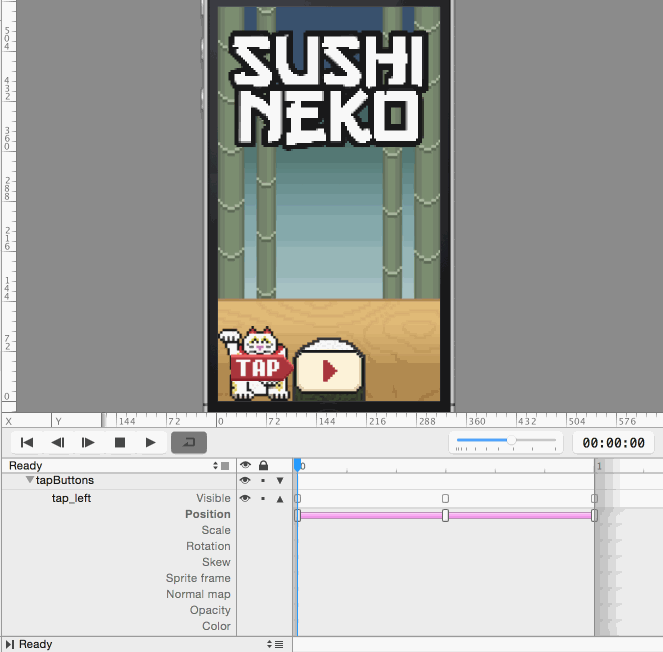 504
432
360
288
216
144
72
0
SUSHI
NEKO
TAP
X Y 144 72 0 72 144 216 288 360 432 504 576
00:00:00
Ready 0 1
tapButtons
tap_left Visible
Position
Scale
Rotation
Skew
Sprite frame
Normal map
Opacity
Color
Ready